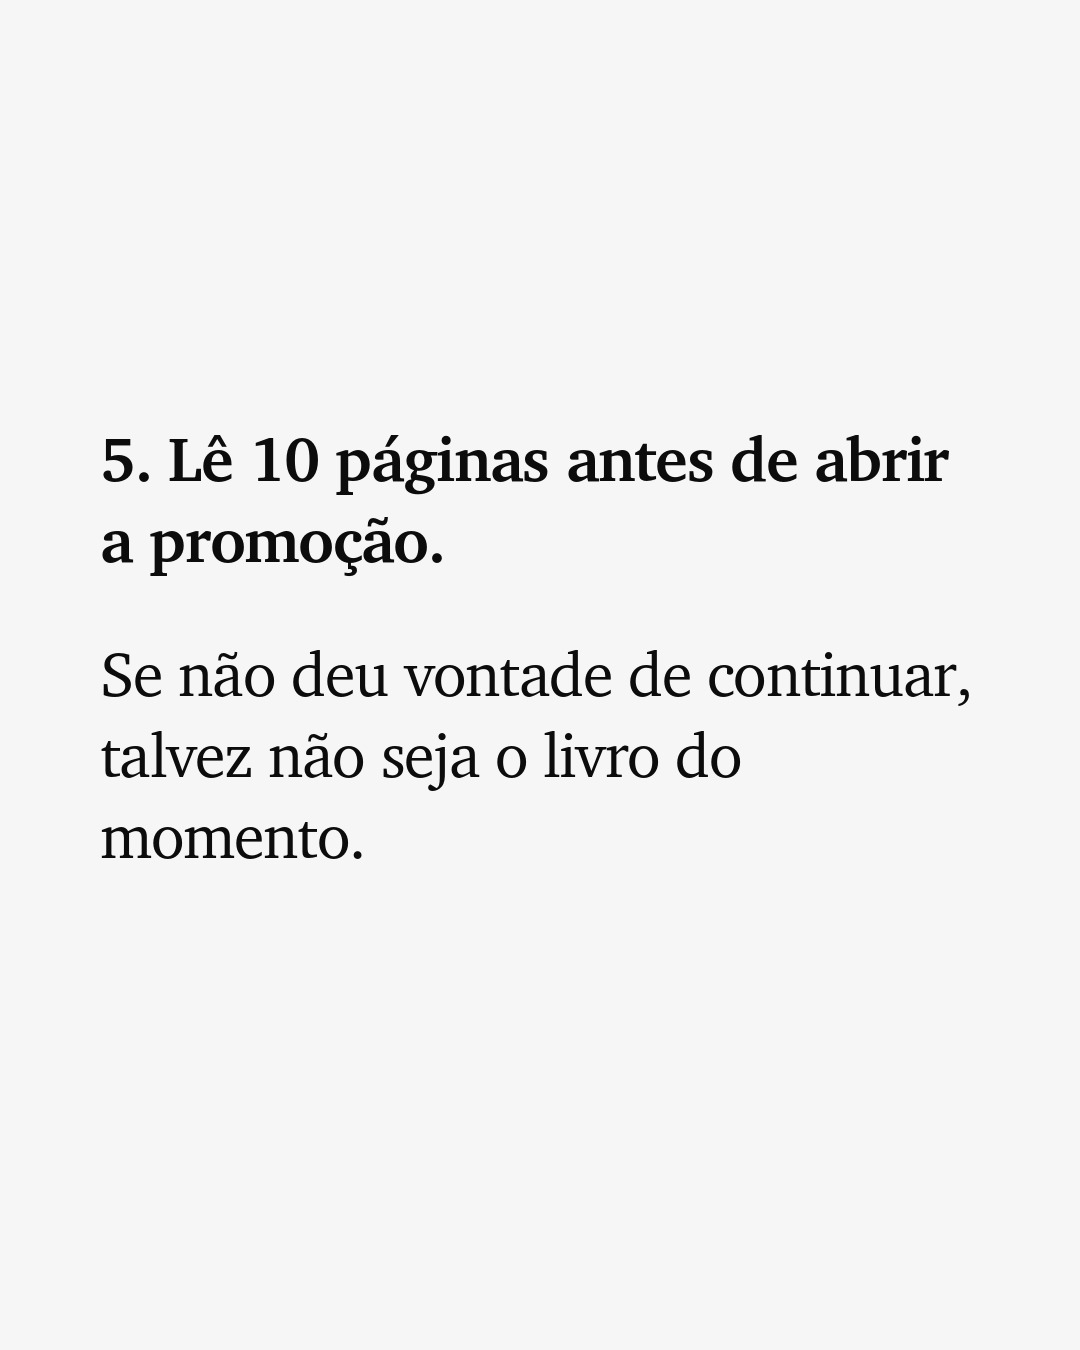 5. Lê 10 páginas antes de abrir
a promoção.
Se não deu vontade de continuar,
talvez não seja o livro do
momento.